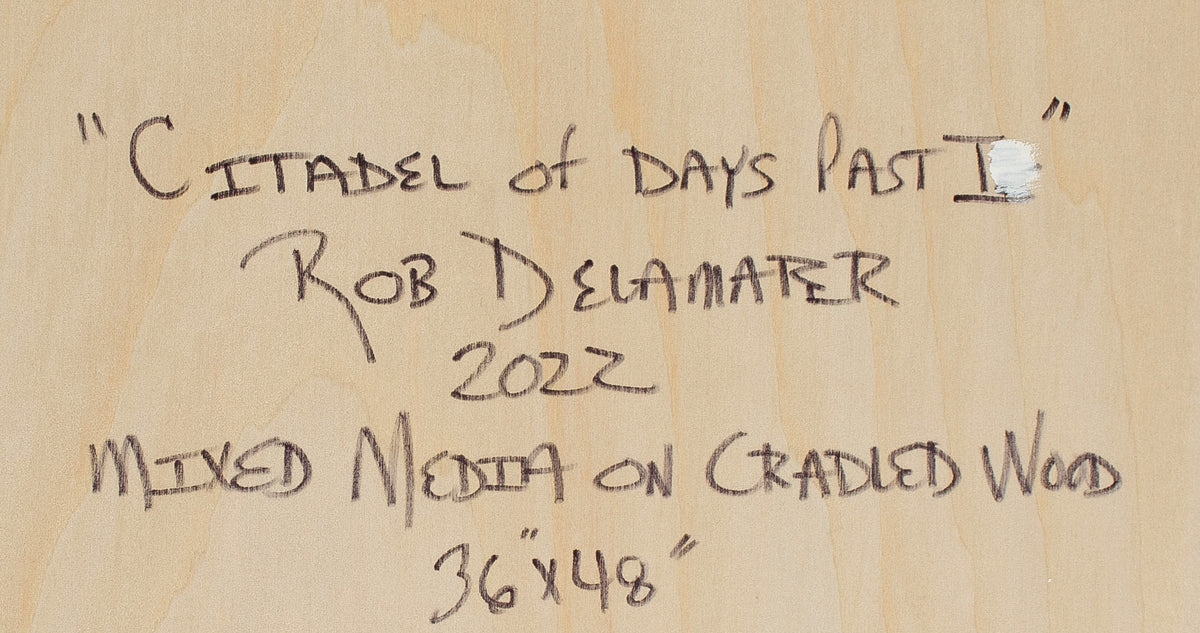 "CITADEL of DAYS PAST I"
ROB DELAMATER
2022
MIXED MEDIA ON CRADLED WOOD
36"x48"